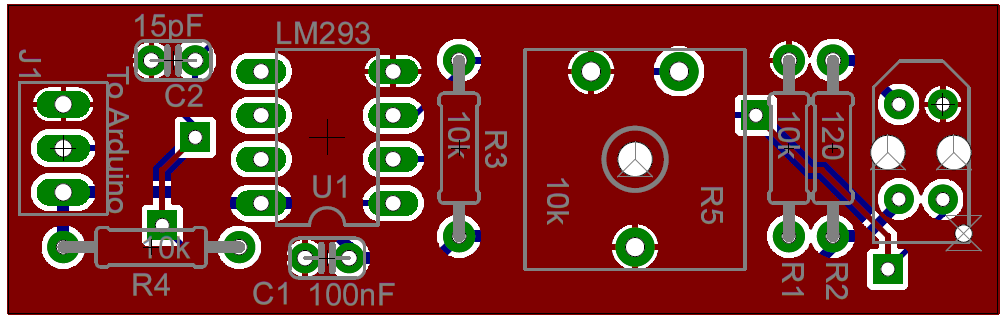 15pF
LM293
J1
To Arduino
C2
10k
R3
10k
120
U1
10k
R5
10k
R4
C1
100nF
R1
R2